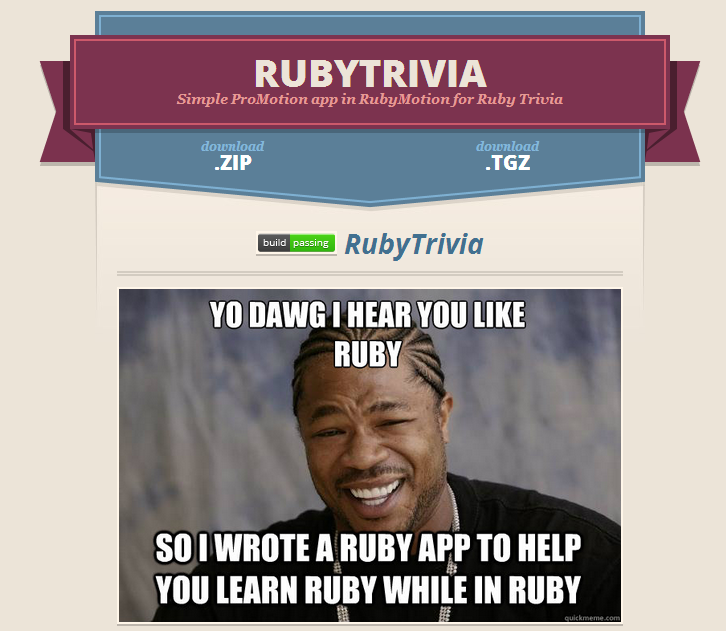 RUBYTRIVIA
Simple ProMotion app in RubyMotion for Ruby Trivia
download download
.ZIP .TGZ
build passing RubyTrivia
YO DAWG I HEAR YOU LIKE
RUBY
SO I WROTE A RUBY APP TO HELP
YOU LEARN RUBY WHILE IN RUBY
quickmeme.com